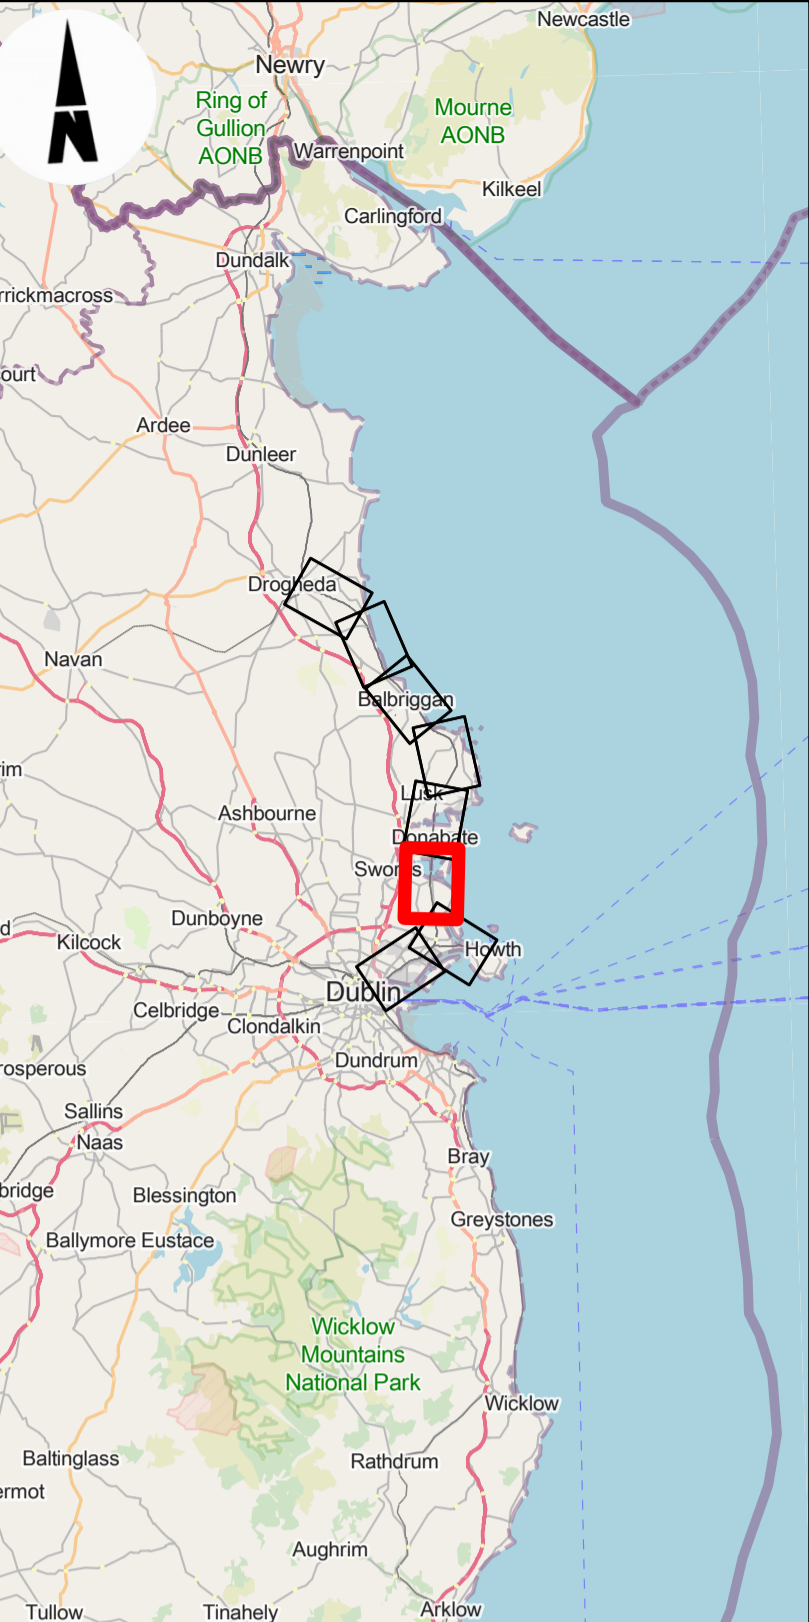 Newcastle
Newry
Ring of
Gullion
AONB
Mourne
AONB
N
Warrenpoint
Kilkeel
Carlingford
Dundalk
rrickmacross
ourt
Ardee
Dunleer
Drogheda
Navan
Balbriggan
rim
Lusk
Ashbourne
Donabate
Swords
Dunboyne
d
Kilcock
Howth
Dublin
Celbridge
Clondalkin
Dundrum
rosperous
Sallins
Naas
Bray
bridge
Blessington
Greystones
Ballymore Eustace
Wicklow
Mountains
National Park
Wicklow
Baltinglass
Rathdrum
ermot
Aughrim
Tullow
Tinahely
Arklow